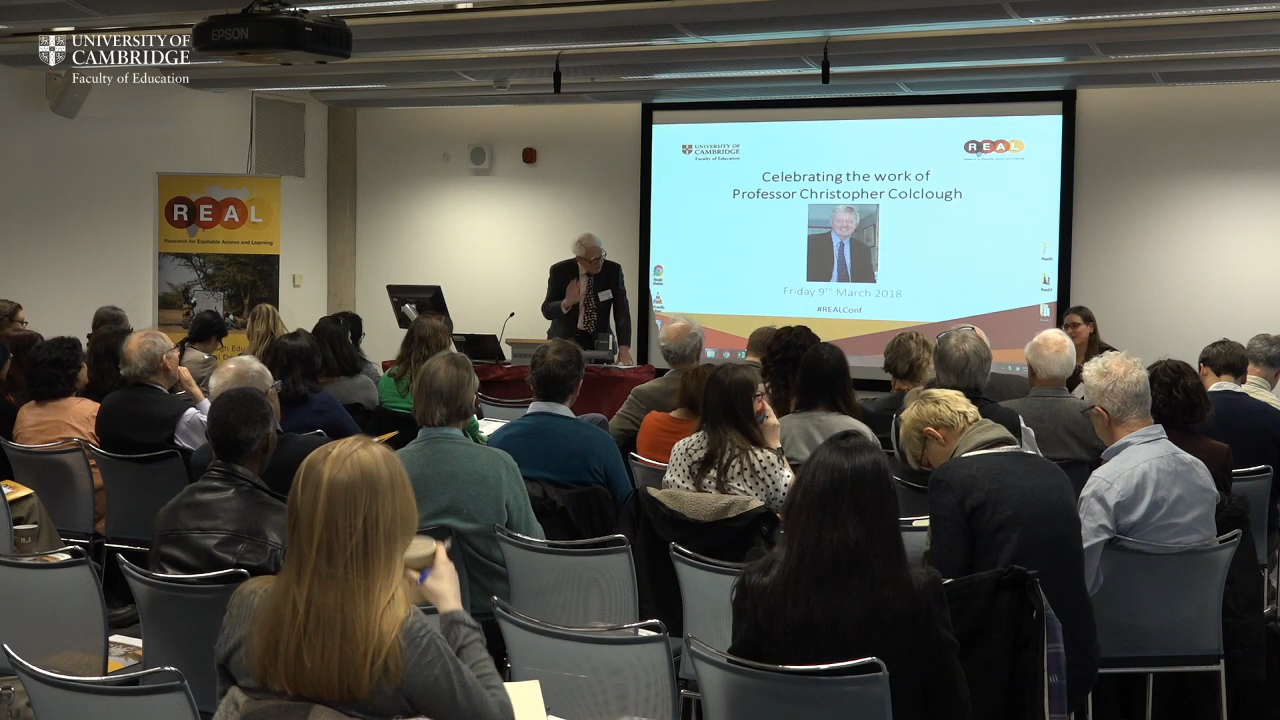 EPSON
UNIVERSITY OF
CAMBRIDGE
Faculty of Education
UNIVERSITY OF
CAMBRIDGE
Faculty of Education
REAL
Celebrating the work of
Professor Christopher Colclough
Friday 9th March 2018
#REALConf
REAL
Research for Equitable Access and Learning